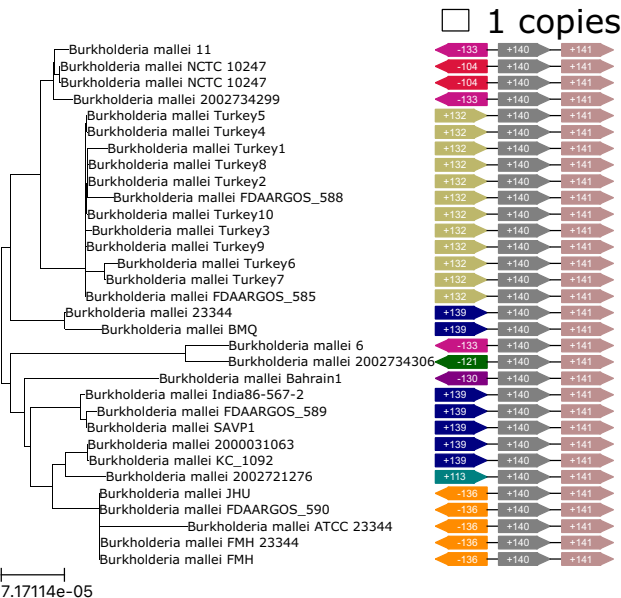 1 copies
Burkholderia mallei 11 -133 +140 +141
Burkholderia mallei NCTC 10247 -104 +140 +141
Burkholderia mallei NCTC 10247 -104 +140 +141
Burkholderia mallei 2002734299 -133 +140 +141
Burkholderia mallei Turkey5 +132 +140 +141
Burkholderia mallei Turkey4 +132 +140 +141
Burkholderia mallei Turkey1 +132 +140 +141
Burkholderia mallei Turkey8 +132 +140 +141
Burkholderia mallei Turkey2 +132 +140 +141
Burkholderia mallei FDAARGOS_588 +132 +140 +141
Burkholderia mallei Turkey10 +132 +140 +141
Burkholderia mallei Turkey3 +132 +140 +141
Burkholderia mallei Turkey9 +132 +140 +141
Burkholderia mallei Turkey6 +132 +140 +141
Burkholderia mallei Turkey7 +132 +140 +141
Burkholderia mallei FDAARGOS_585 +132 +140 +141
Burkholderia mallei 23344 +139 +140 +141
Burkholderia mallei BMQ +139 +140 +141
Burkholderia mallei 6 -133 +140 +141
Burkholderia mallei 2002734306 -121 +140 +141
Burkholderia mallei Bahrain1 -130 +140 +141
Burkholderia mallei India86-567-2 +139 +140 +141
Burkholderia mallei FDAARGOS_589 +139 +140 +141
Burkholderia mallei SAVP1 +139 +140 +141
Burkholderia mallei 2000031063 +139 +140 +141
Burkholderia mallei KC_1092 +139 +140 +141
Burkholderia mallei 2002721276 +113 +140 +141
Burkholderia mallei JHU -136 +140 +141
Burkholderia mallei FDAARGOS_590 -136 +140 +141
Burkholderia mallei ATCC 23344 -136 +140 +141
Burkholderia mallei FMH 23344 -136 +140 +141
Burkholderia mallei FMH -136 +140 +141
7.17114e-05